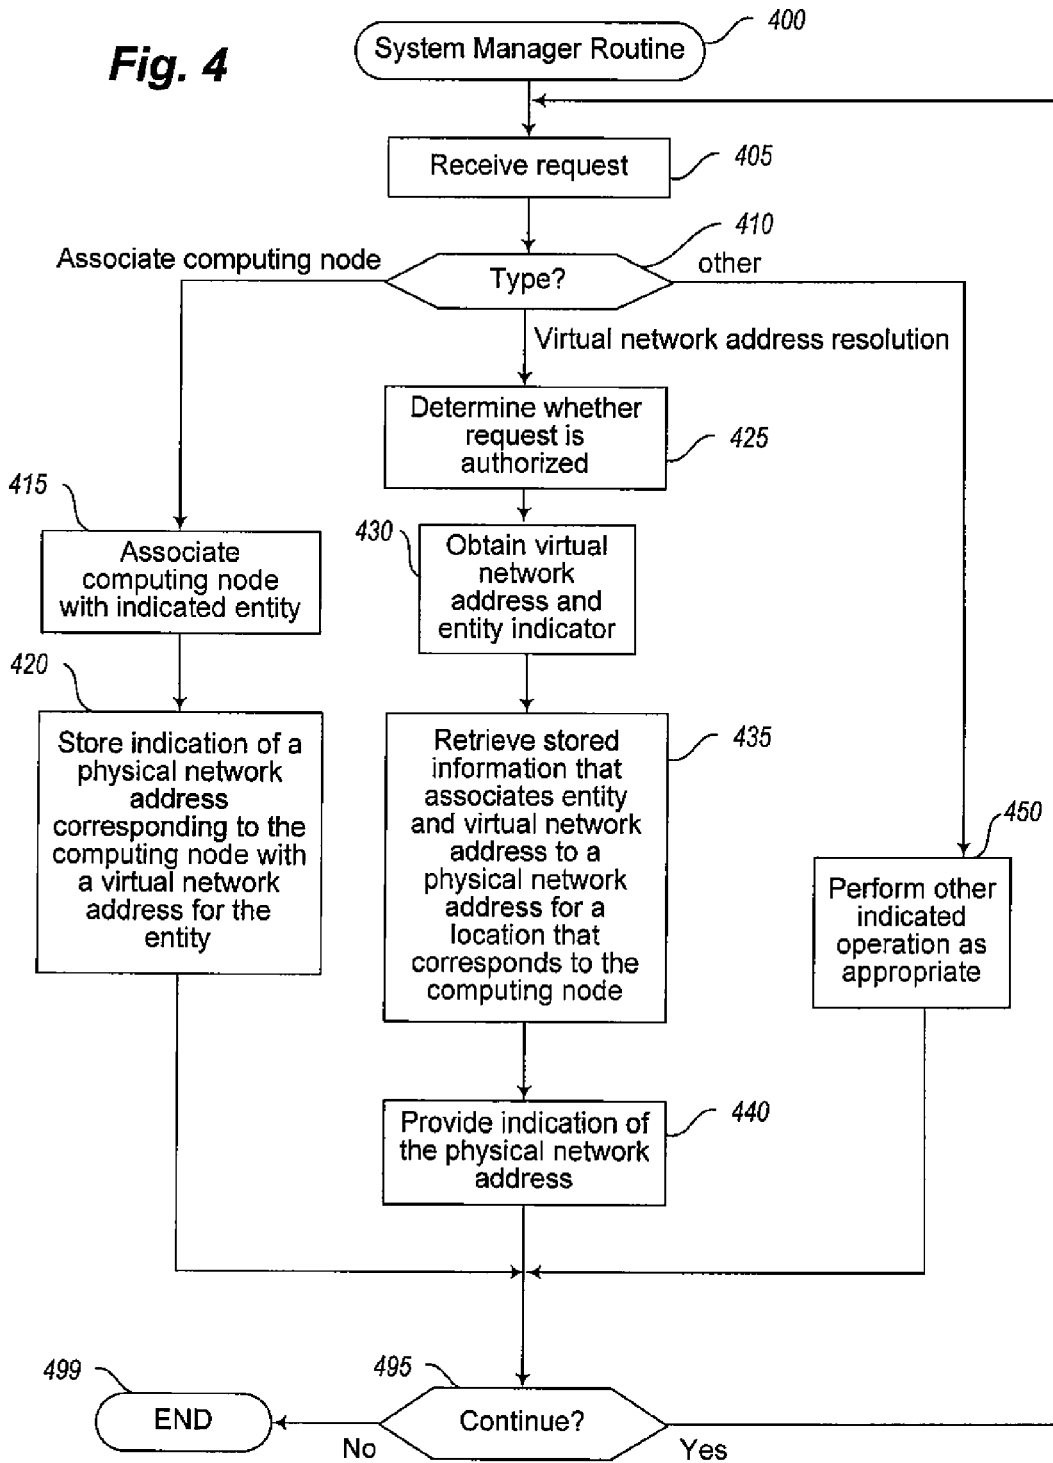 Fig. 4
System Manager Routine
400
Receive request
405
Type?
410
Associate computing node
other
Virtual network address resolution
Determine whether
request is
authorized
425
415
Associate
computing node
with indicated entity
430
Obtain virtual
network
address and
entity indicator
420
Store indication of a
physical network
address
corresponding to the
computing node with
a virtual network
address for the
entity
Retrieve stored
information that
associates entity
and virtual network
address to a
physical network
address for a
location that
corresponds to the
computing node
435
450
Perform other
indicated
operation as
appropriate
Provide indication of
the physical network
address
440
499
END
495
Continue?
No
Yes